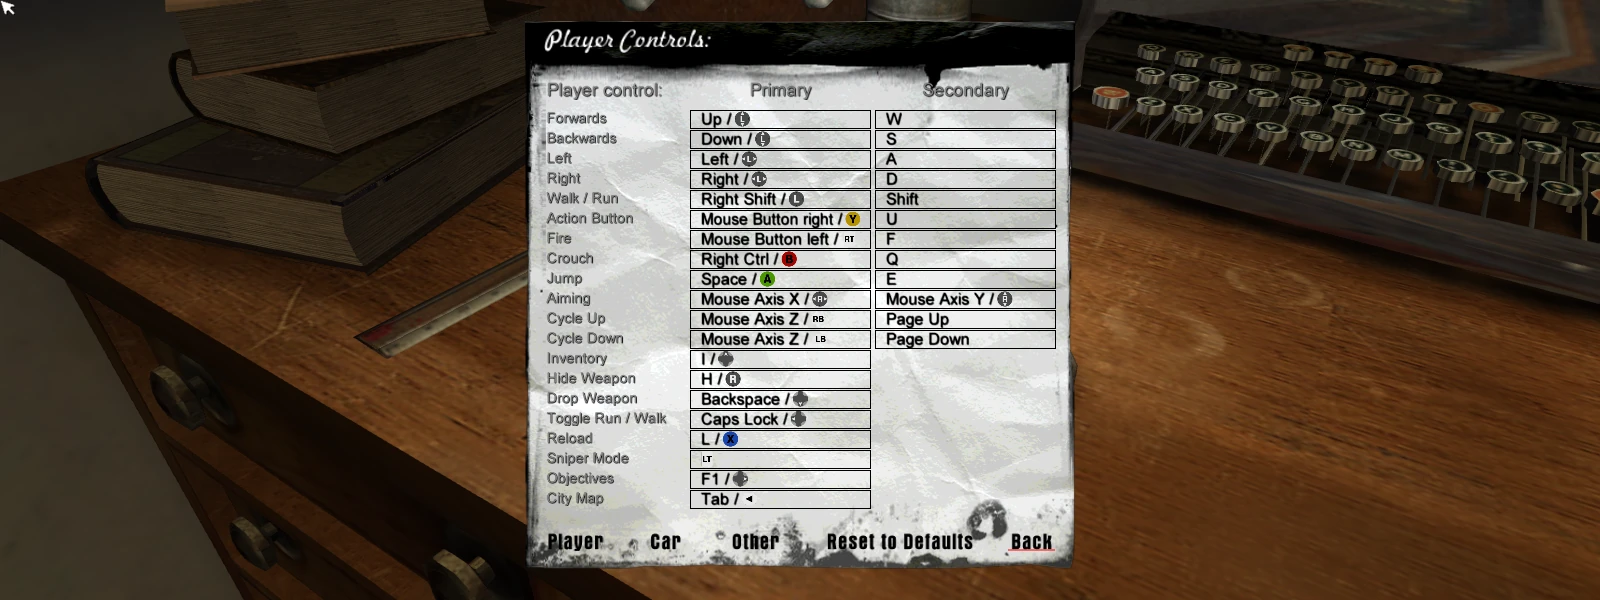 Player Controls:
Player control: Primary Secondary
Forwards Up / L W
Backwards Down / L S
Left Left / L A
Right Right / L D
Walk / Run Right Shift / L Shift
Action Button Mouse Button right / Y U
Fire Mouse Button left / RT F
Crouch Right Ctrl / B Q
Jump Space / A E
Aiming Mouse Axis X / R Mouse Axis Y / R
Cycle Up Mouse Axis Z / RB Page Up
Cycle Down Mouse Axis Z / LB Page Down
Inventory I /
Hide Weapon H / R
Drop Weapon Backspace /
Toggle Run / Walk Caps Lock /
Reload L / X
Sniper Mode LT
Objectives F1 /
City Map Tab / ◄
Player Car Other Reset to Defaults Back